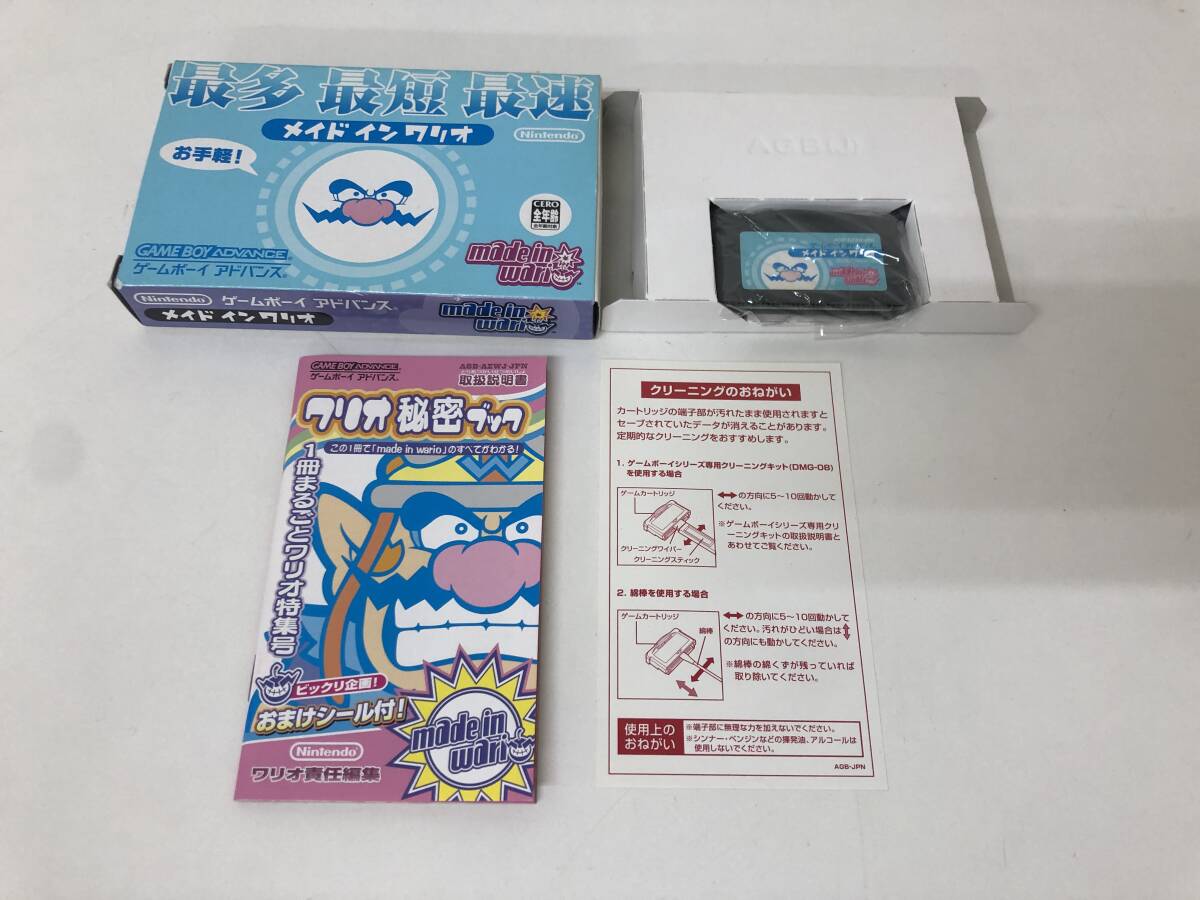 最多 最短 最速
メイド イン ワリオ
Nintendo
お手軽!
CERO
全年齢
全年齢対象
GAME BOY ADVANCE
ゲームボーイ アドバンス
made in wario
Nintendo ゲームボーイ アドバンス
メイド イン ワリオ
made in wario
メイド イン ワリオ
GAME BOY ADVANCE
ゲームボーイ アドバンス
AGB-AZWJ-JPN
取扱説明書
ワリオ 秘密 ブック
この1冊で「made in wario」のすべてがわかる!
1冊まるごとワリオ特集号
ビックリ企画!
おまけシール付!
made in wario
Nintendo
ワリオ責任編集
クリーニングのおねがい
カートリッジの端子部が汚れたまま使用されますと
セーブされていたデータが消えることがあります。
定期的なクリーニングをおすすめします。
1. ゲームボーイシリーズ専用クリーニングキット(DMG-08)
を使用する場合
ゲームカートリッジ
クリーニングワイパー
クリーニングスティック
⟷の方向に5〜10回動かして
ください。
※ゲームボーイシリーズ専用クリ
ーニングキットの取扱説明書と
あわせてご覧ください。
2. 綿棒を使用する場合
ゲームカートリッジ
綿棒
⟷の方向に5〜10回動かして
ください。汚れがひどい場合は↕
の方向にも動かしてください。
※綿棒の綿くずが残っていれば
取り除いてください。
使用上の
おねがい
※端子部に無理な力を加えないでください。
※シンナー・ベンジンなどの揮発油、アルコールは
使用しないでください。
AGB-JPN